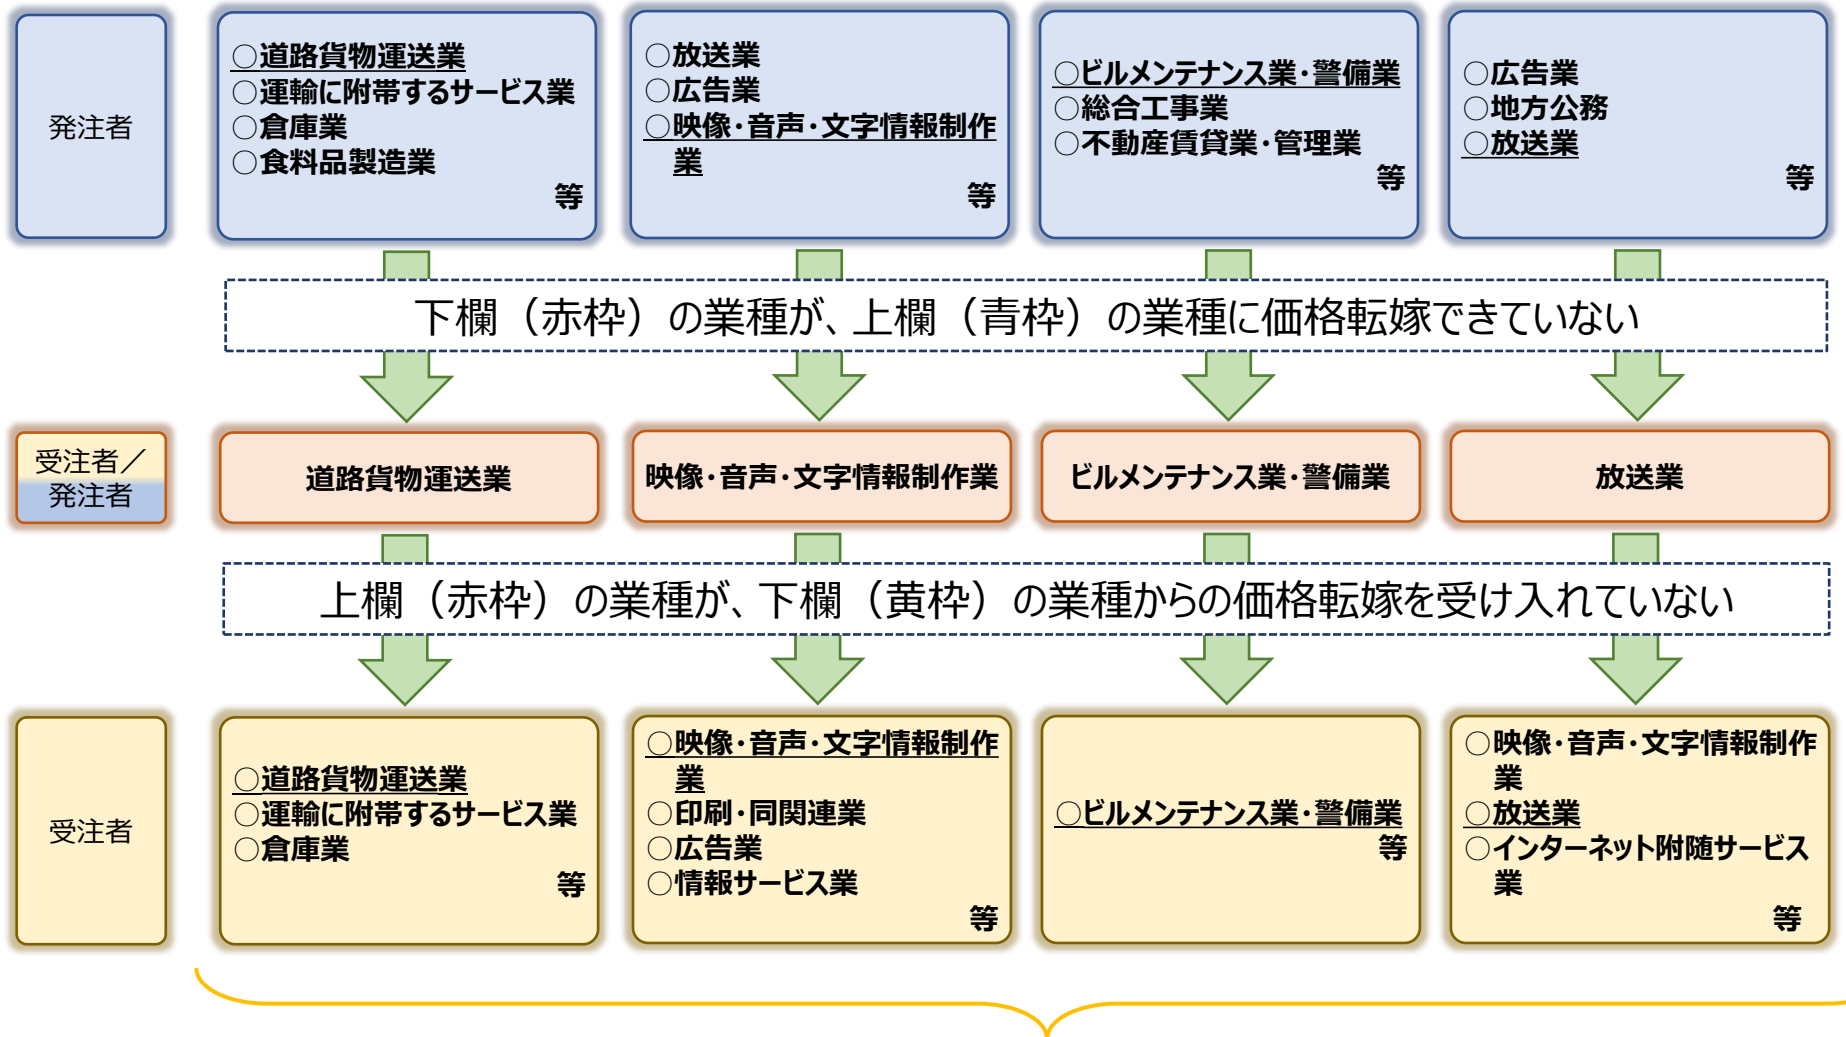 発注者
○道路貨物運送業
○運輸に附帯するサービス業
○倉庫業
○食料品製造業
等
○放送業
○広告業
○映像・音声・文字情報制作
業
等
○ビルメンテナンス業・警備業
○総合工事業
○不動産賃貸業・管理業
等
○広告業
○地方公務
○放送業
等
下欄（赤枠）の業種が、上欄（青枠）の業種に価格転嫁できていない
受注者／
発注者
道路貨物運送業
映像・音声・文字情報制作業
ビルメンテナンス業・警備業
放送業
上欄（赤枠）の業種が、下欄（黄枠）の業種からの価格転嫁を受け入れていない
受注者
○道路貨物運送業
○運輸に附帯するサービス業
○倉庫業
等
○映像・音声・文字情報制作
業
○印刷・同関連業
○広告業
○情報サービス業
等
○ビルメンテナンス業・警備業
等
○映像・音声・文字情報制作
業
○放送業
○インターネット附随サービス
業
等